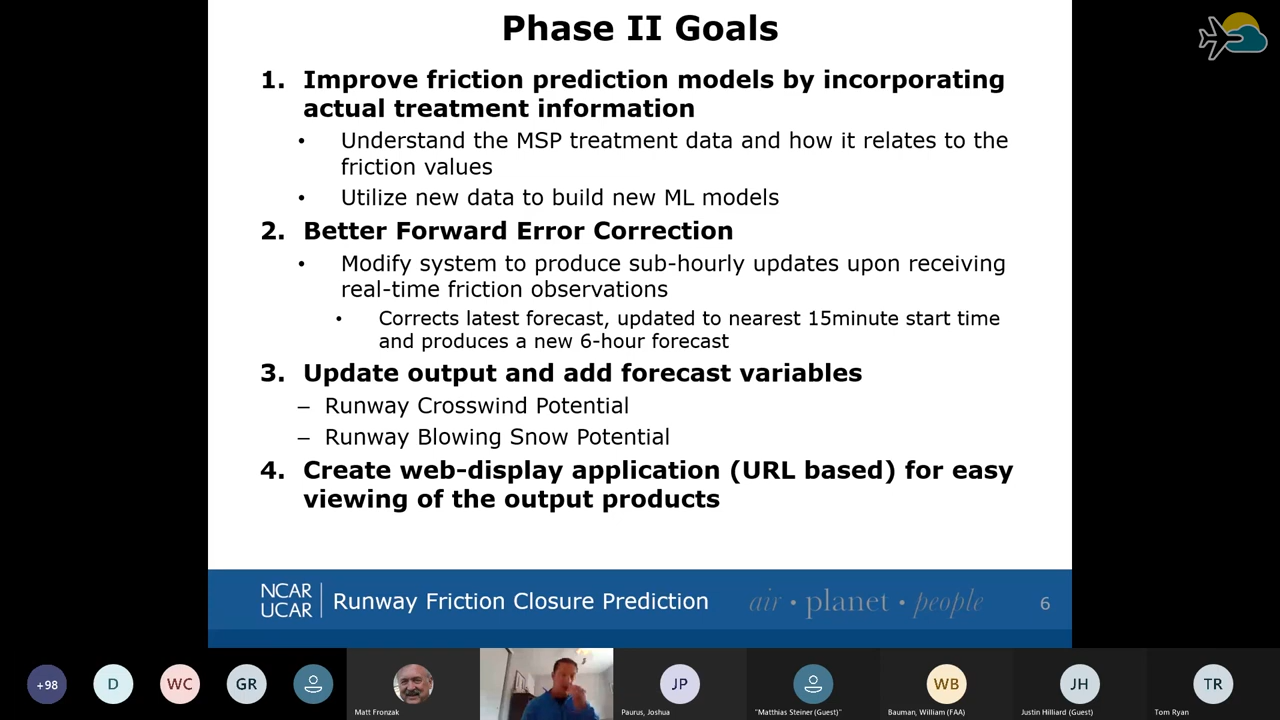 Phase II Goals
1. Improve friction prediction models by incorporating
actual treatment information
• Understand the MSP treatment data and how it relates to the
friction values
• Utilize new data to build new ML models
2. Better Forward Error Correction
• Modify system to produce sub-hourly updates upon receiving
real-time friction observations
• Corrects latest forecast, updated to nearest 15minute start time
and produces a new 6-hour forecast
3. Update output and add forecast variables
– Runway Crosswind Potential
– Runway Blowing Snow Potential
4. Create web-display application (URL based) for easy
viewing of the output products
NCAR
UCAR
Runway Friction Closure Prediction
air • planet • people
6
+98
D
WC
GR
Matt Fronzak
JP
Paurus, Joshua
"Matthias Steiner (Guest)"
WB
Bauman, William (FAA)
JH
Justin Hilliard (Guest)
TR
Tom Ryan